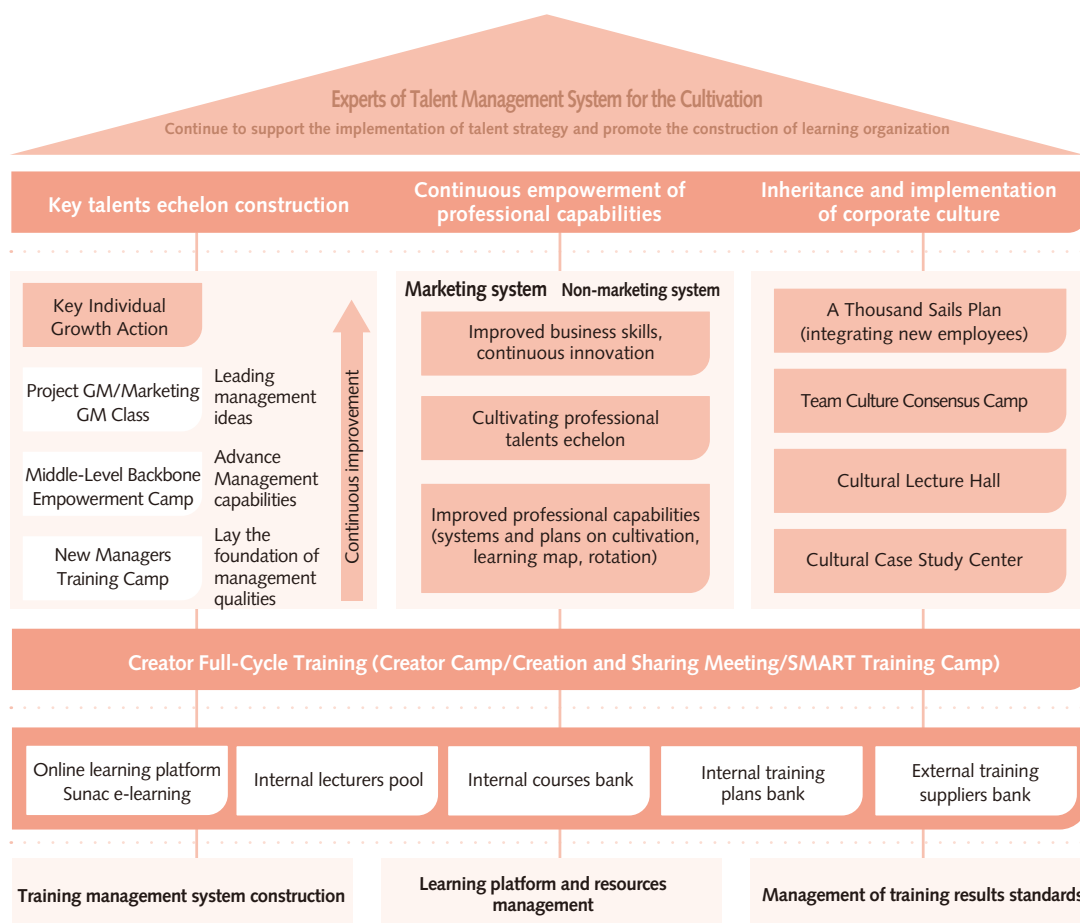 Experts of Talent Management System for the Cultivation
Continue to support the implementation of talent strategy and promote the construction of learning organization
Key talents echelon construction
Continuous empowerment of
professional capabilities
Inheritance and implementation
of corporate culture
Key Individual
Growth Action
Project GM/Marketing
GM Class
Leading
management
ideas
Middle-Level Backbone
Empowerment Camp
Advance
Management
capabilities
New Managers
Training Camp
Lay the
foundation of
management
qualities
Continuous improvement
Marketing system
Non-marketing system
Improved business skills,
continuous innovation
Cultivating professional
talents echelon
Improved professional capabilities
(systems and plans on cultivation,
learning map, rotation)
A Thousand Sails Plan
(integrating new employees)
Team Culture Consensus Camp
Cultural Lecture Hall
Cultural Case Study Center
Creator Full-Cycle Training (Creator Camp/Creation and Sharing Meeting/SMART Training Camp)
Online learning platform
Sunac e-learning
Internal lecturers pool
Internal courses bank
Internal training
plans bank
External training
suppliers bank
Training management system construction
Learning platform and resources
management
Management of training results standards